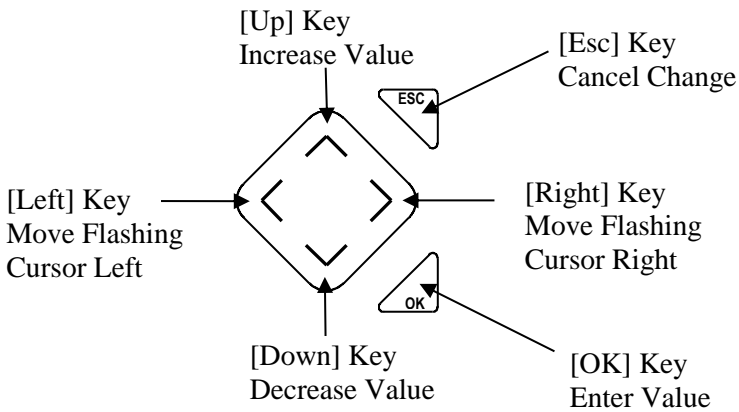 [Up] Key
Increase Value
[Esc] Key
Cancel Change
ESC
[Left] Key
Move Flashing
Cursor Left
[Right] Key
Move Flashing
Cursor Right
OK
[Down] Key
Decrease Value
[OK] Key
Enter Value